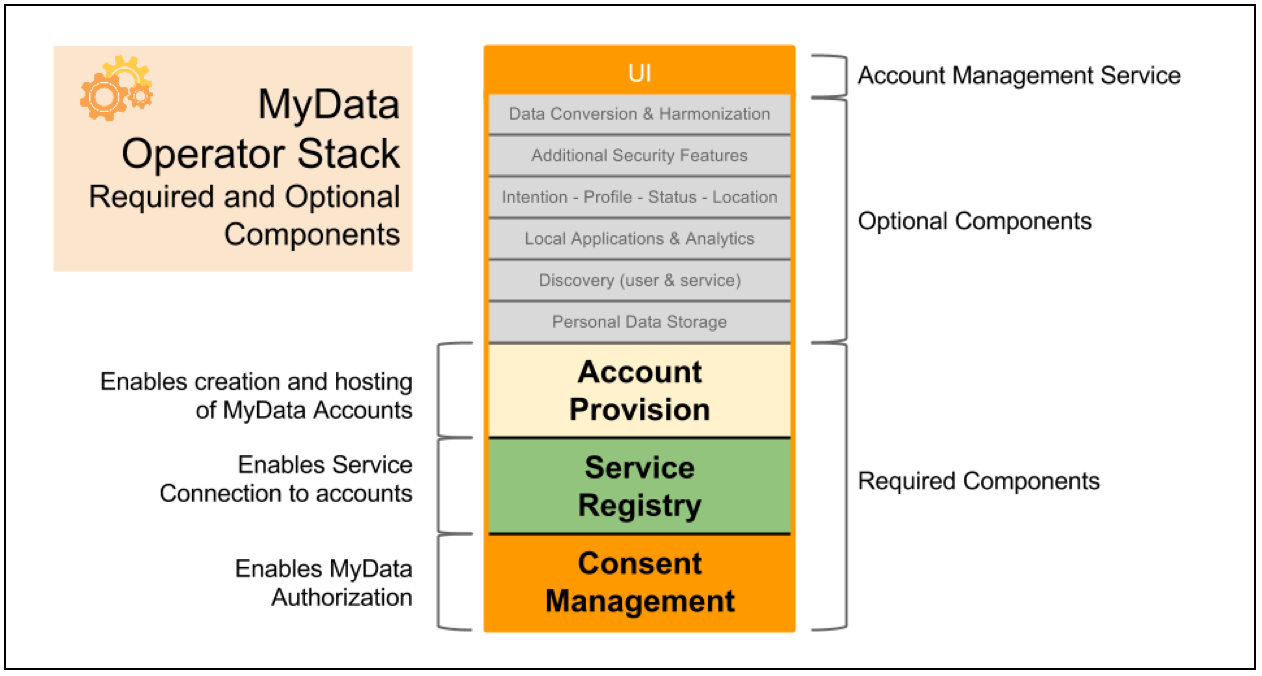 MyData
Operator Stack
Required and Optional
Components
UI
Data Conversion & Harmonization
Additional Security Features
Intention - Profile - Status - Location
Local Applications & Analytics
Discovery (user & service)
Personal Data Storage
Account
Provision
Service
Registry
Consent
Management
Enables creation and hosting
of MyData Accounts
Enables Service
Connection to accounts
Enables MyData
Authorization
Account Management Service
Optional Components
Required Components